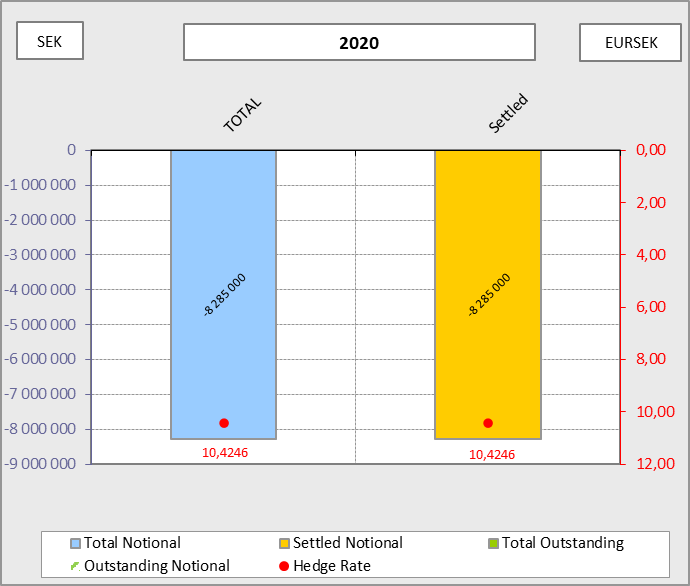 SEK
2020
EURSEK
TOTAL
Settled
0
-1 000 000
-2 000 000
-3 000 000
-4 000 000
-5 000 000
-6 000 000
-7 000 000
-8 000 000
-9 000 000
-8 285 000
-8 285 000
10,4246
10,4246
0,00
2,00
4,00
6,00
8,00
10,00
12,00
Total Notional
Settled Notional
Total Outstanding
Outstanding Notional
Hedge Rate